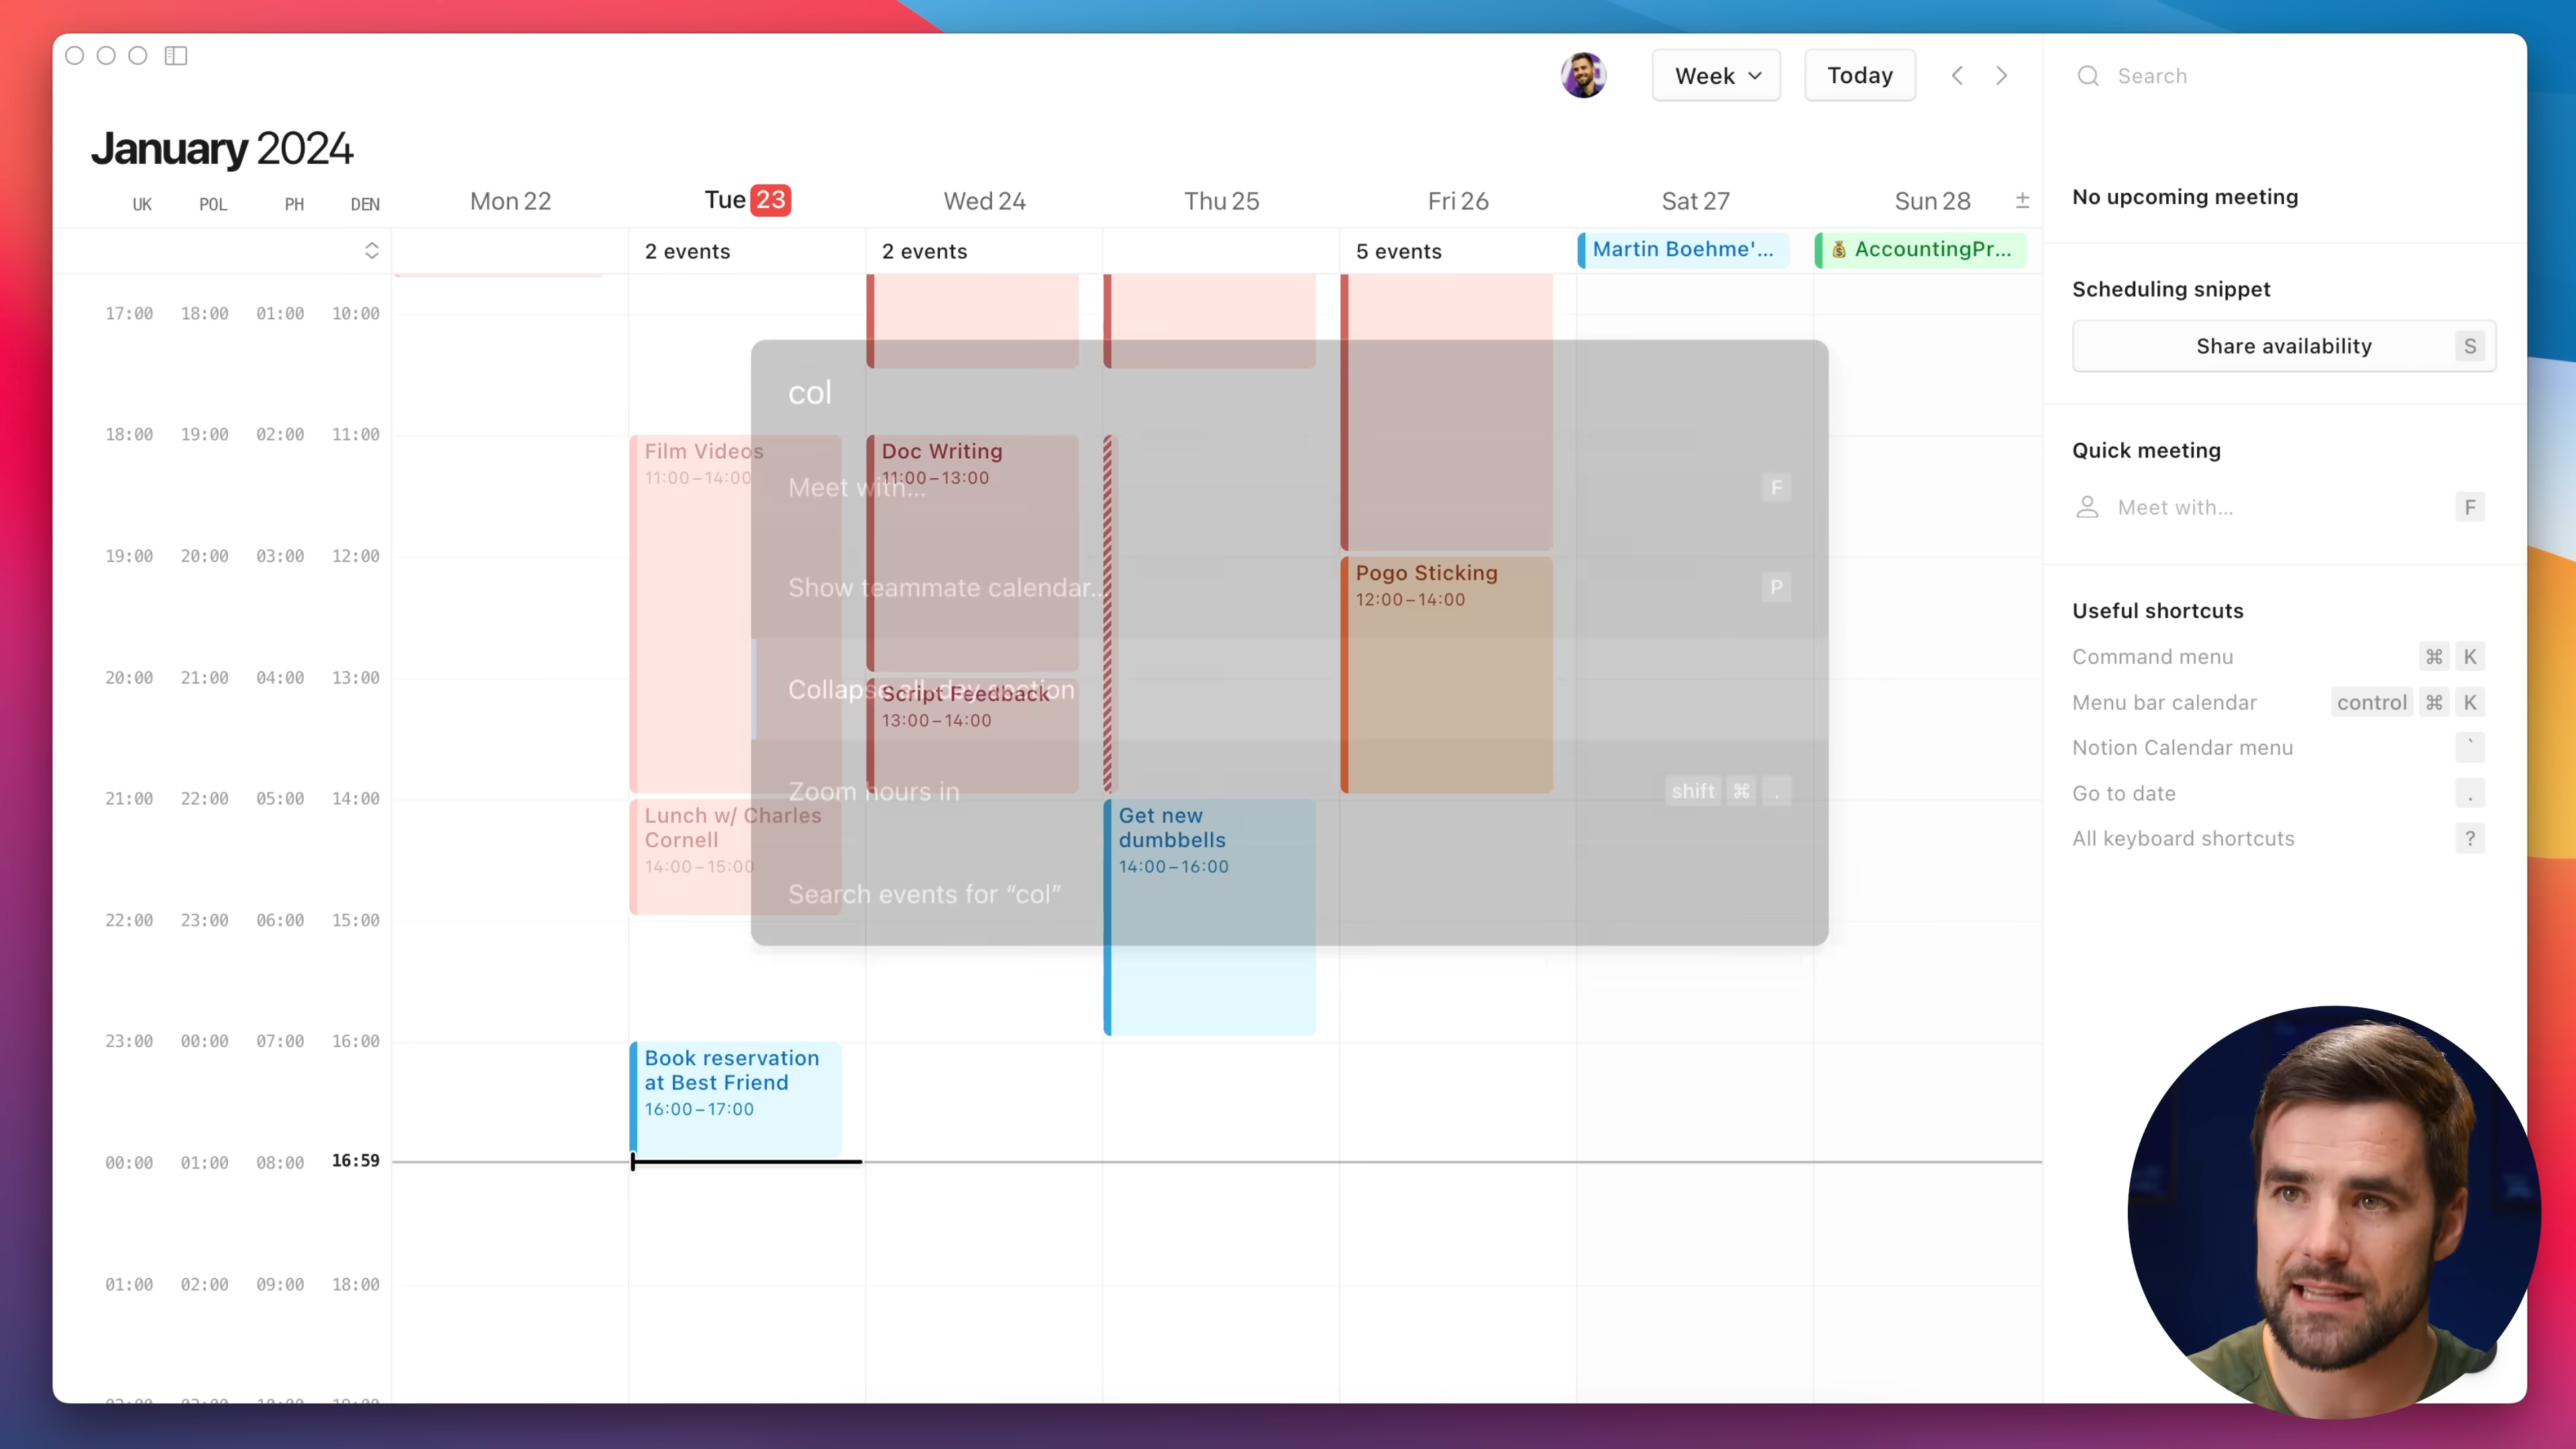 Week
Today
Search
January 2024
UK POL PH DEN
Mon 22
Tue 23
Wed 24
Thu 25
Fri 26
Sat 27
Sun 28
2 events
2 events
5 events
Martin Boehme'...
AccountingPr...
17:00 18:00 01:00 10:00
18:00 19:00 02:00 11:00
19:00 20:00 03:00 12:00
20:00 21:00 04:00 13:00
21:00 22:00 05:00 14:00
22:00 23:00 06:00 15:00
23:00 00:00 07:00 16:00
00:00 01:00 08:00 16:59
01:00 02:00 09:00 18:00
Film Videos
11:00–14:00
Lunch w/ Charles
Cornell
14:00–15:00
Book reservation
at Best Friend
16:00–17:00
Doc Writing
11:00–13:00
Script Feedback
13:00–14:00
Get new
dumbbells
14:00–16:00
Pogo Sticking
12:00–14:00
col
Meet with... F
Show teammate calendar... P
Collapse all-day section
Zoom hours in shift ⌘ .
Search events for “col”
No upcoming meeting
Scheduling snippet
Share availability S
Quick meeting
Meet with... F
Useful shortcuts
Command menu ⌘ K
Menu bar calendar control ⌘ K
Notion Calendar menu `
Go to date .
All keyboard shortcuts ?